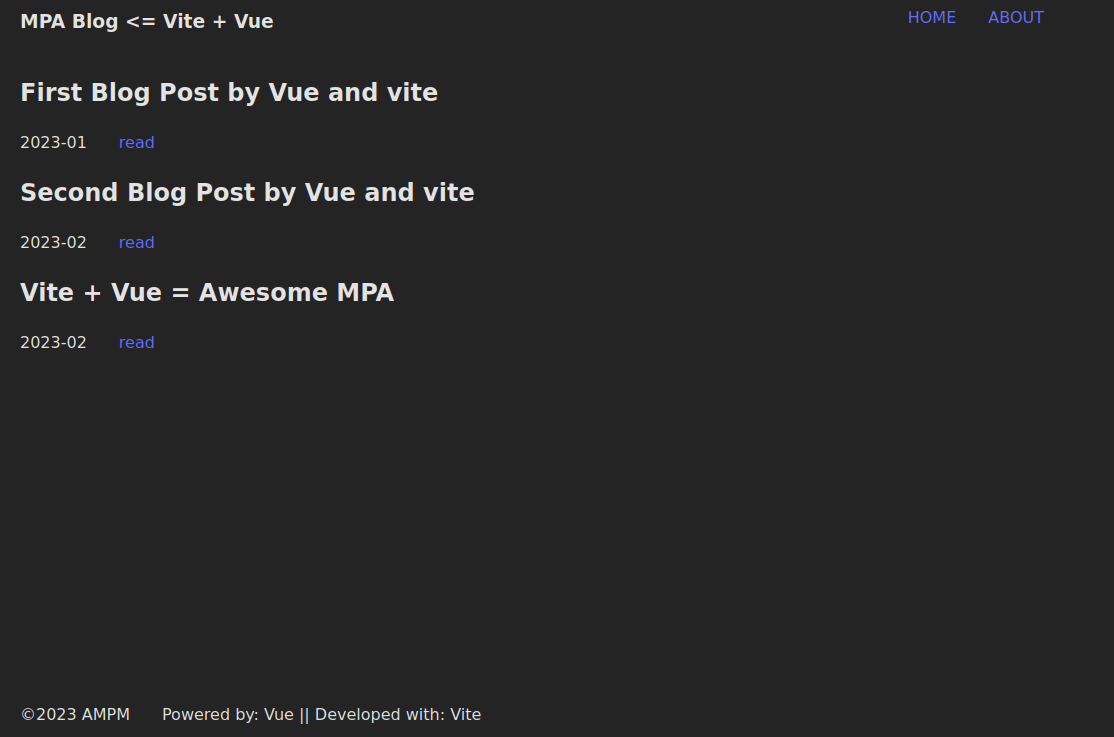 MPA Blog <= Vite + Vue HOME ABOUT
First Blog Post by Vue and vite
2023-01 read
Second Blog Post by Vue and vite
2023-02 read
Vite + Vue = Awesome MPA
2023-02 read
©2023 AMPM Powered by: Vue || Developed with: Vite